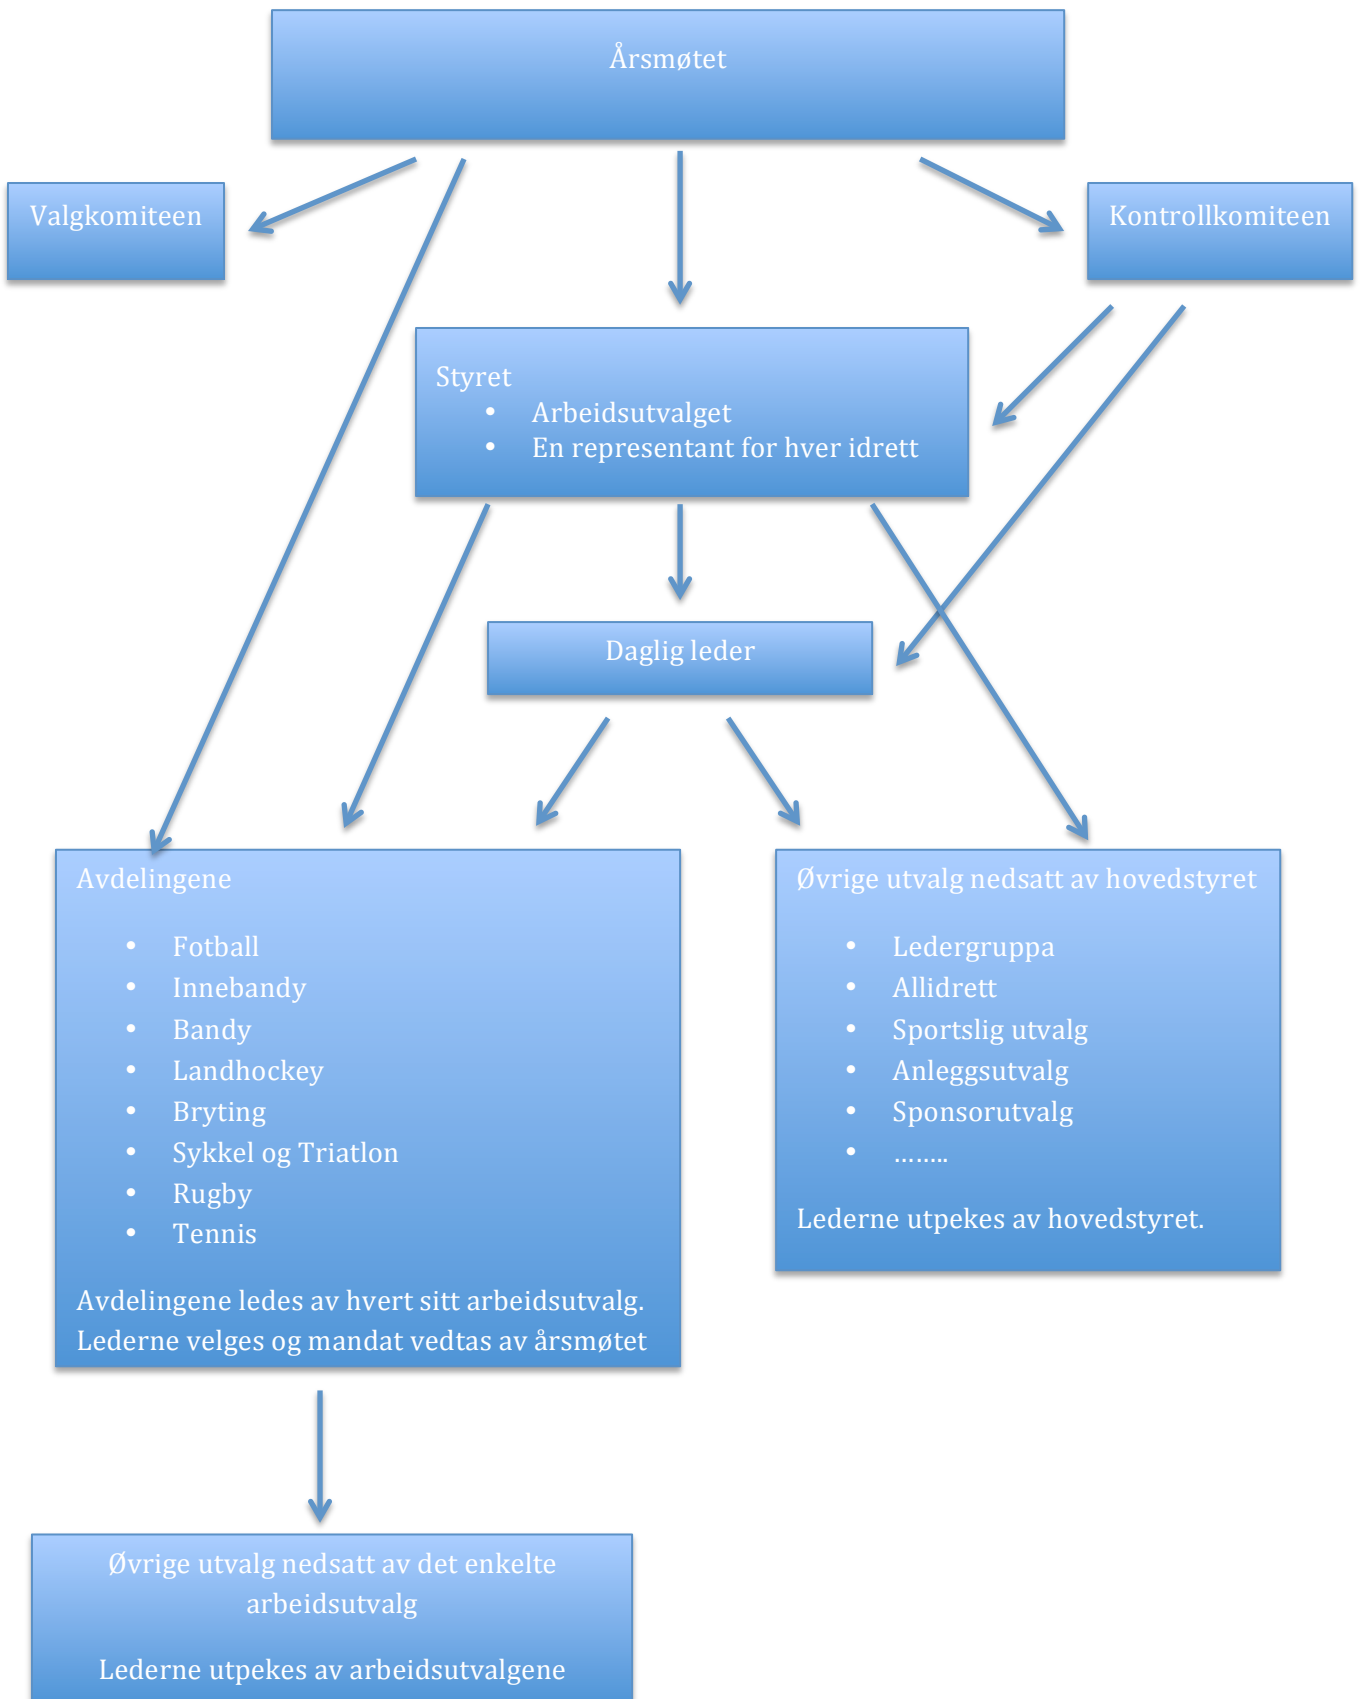 Årsmøtet
Valgkomiteen
Kontrollkomiteen
Styret
• Arbeidsutvalget
• En representant for hver idrett
Daglig leder
Avdelingene
• Fotball
• Innebandy
• Bandy
• Landhockey
• Bryting
• Sykkel og Triatlon
• Rugby
• Tennis
Avdelingene ledes av hvert sitt arbeidsutvalg.
Lederne velges og mandat vedtas av årsmøtet
Øvrige utvalg nedsatt av hovedstyret
• Ledergruppa
• Allidrett
• Sportslig utvalg
• Anleggsutvalg
• Sponsorutvalg
• ……..
Lederne utpekes av hovedstyret.
Øvrige utvalg nedsatt av det enkelte
arbeidsutvalg
Lederne utpekes av arbeidsutvalgene